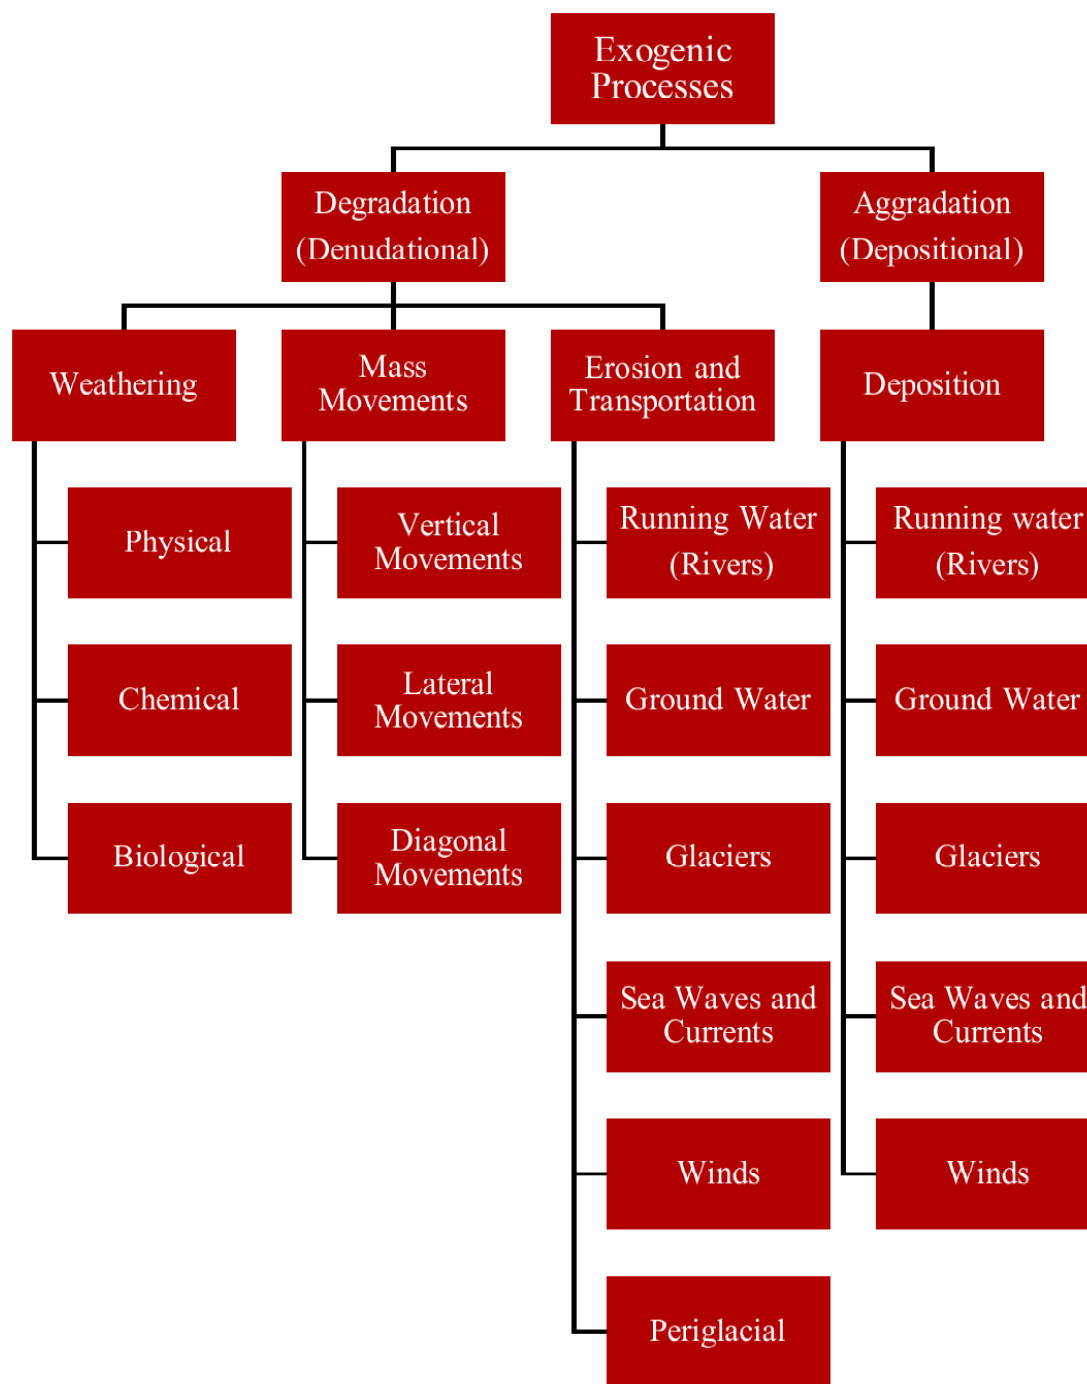 Exogenic
Processes
Degradation
(Denudational)
Aggradation
(Depositional)
Weathering
Mass
Movements
Erosion and
Transportation
Deposition
Physical
Vertical
Movements
Running Water
(Rivers)
Running water
(Rivers)
Chemical
Lateral
Movements
Ground Water
Ground Water
Biological
Diagonal
Movements
Glaciers
Glaciers
Sea Waves and
Currents
Sea Waves and
Currents
Winds
Winds
Periglacial